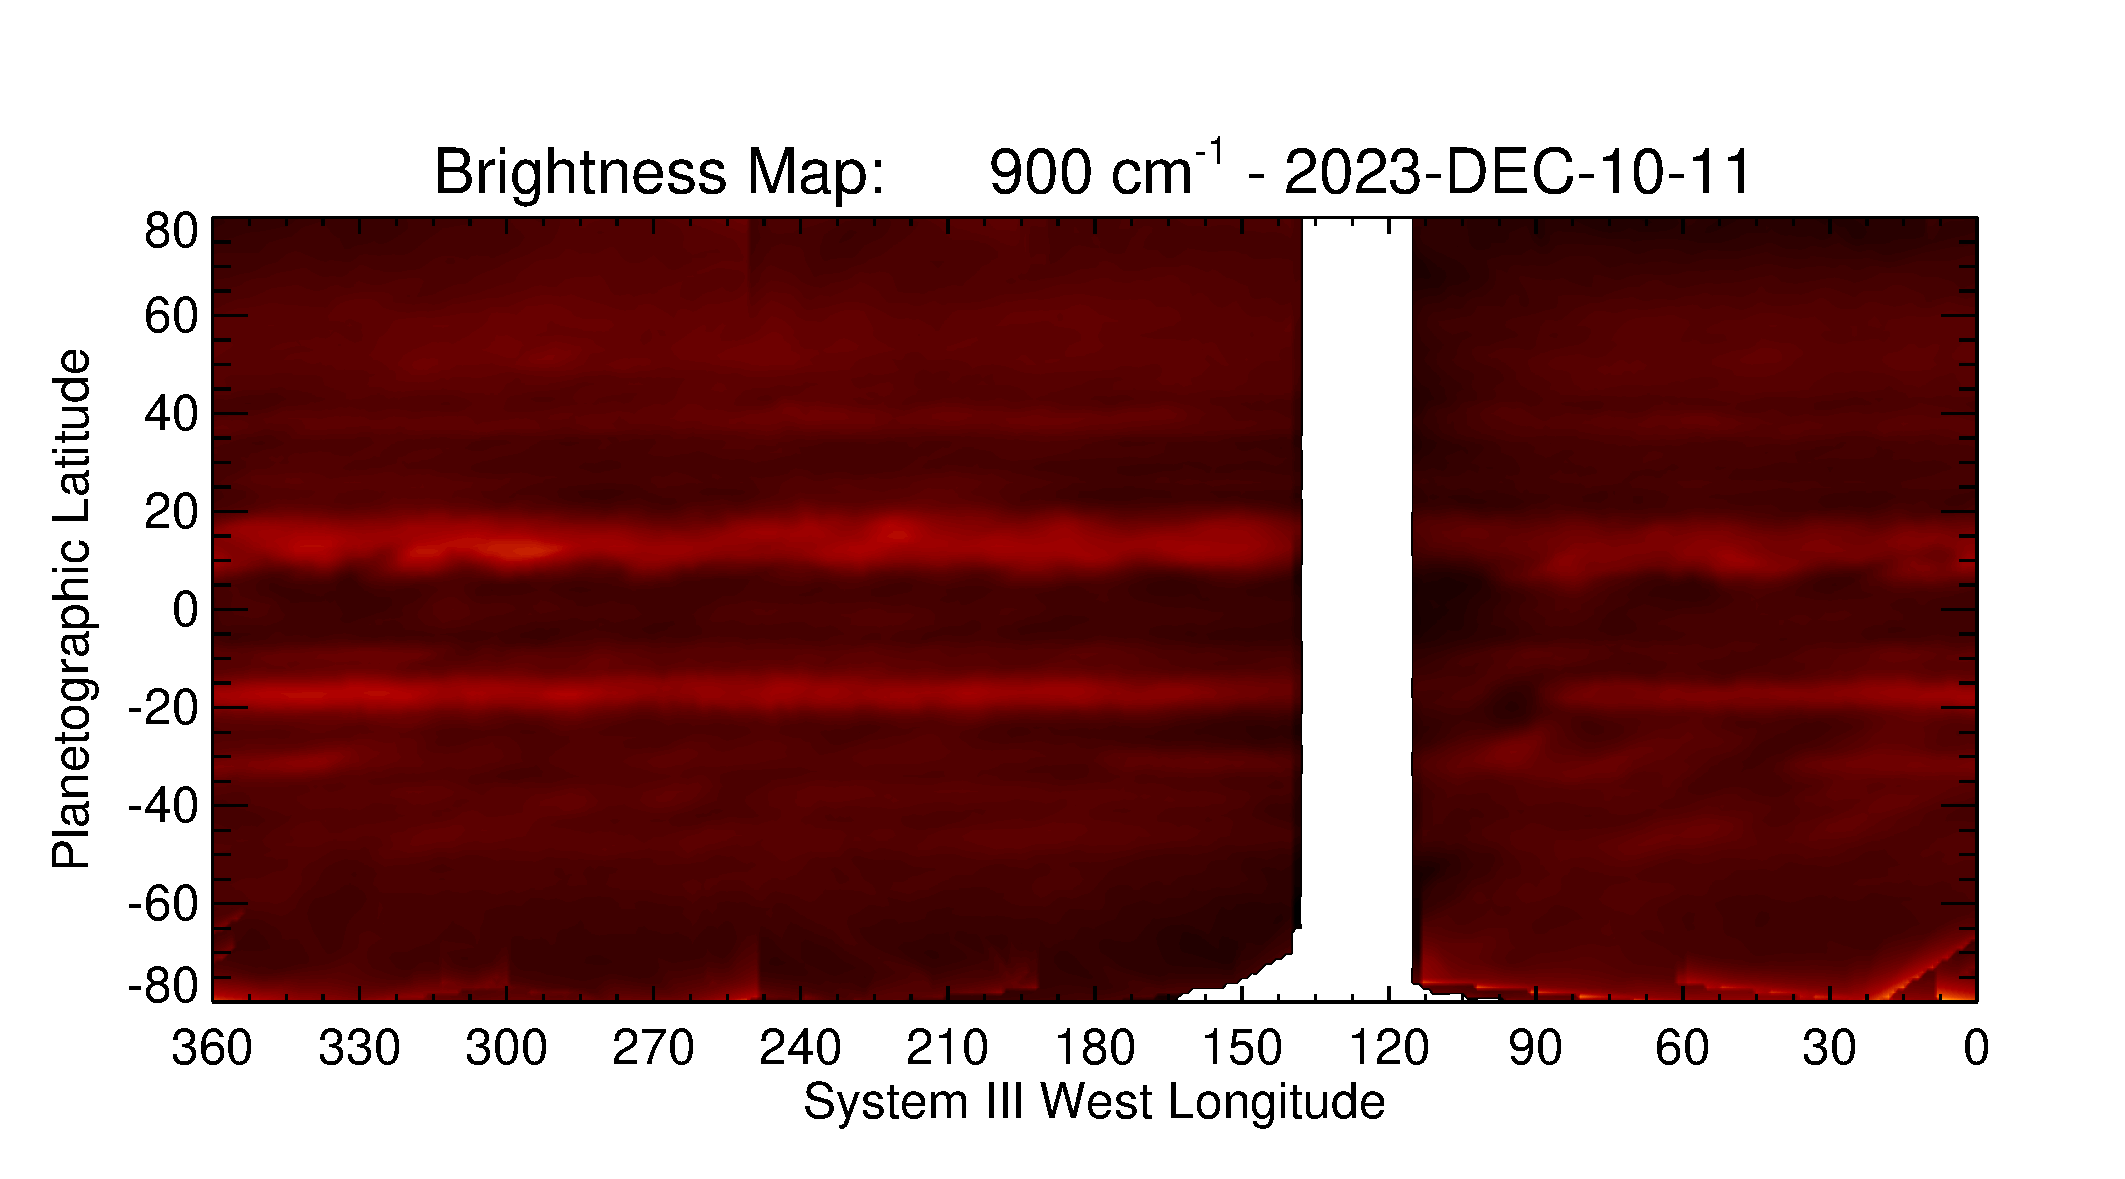 Brightness Map: 900 cm-1 - 2023-DEC-10-11
Planetographic Latitude
80
60
40
20
0
-20
-40
-60
-80
360 330 300 270 240 210 180 150 120 90 60 30 0
System III West Longitude